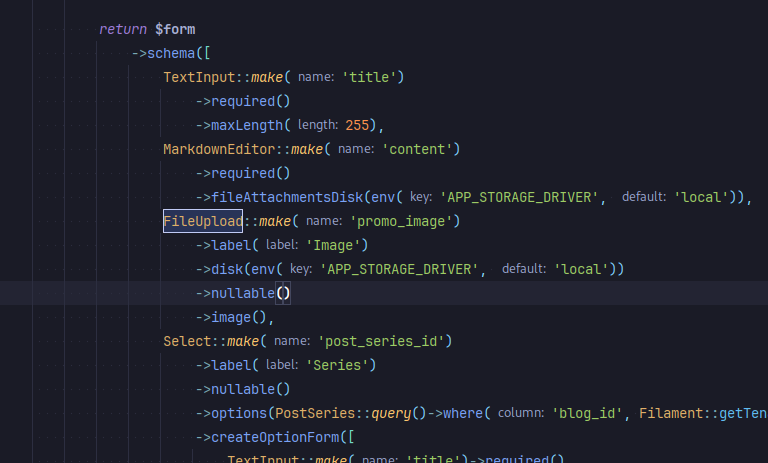 return $form
->schema([
TextInput::make( name: 'title')
->required()
->maxLength( length: 255),
MarkdownEditor::make( name: 'content')
->required()
->fileAttachmentsDisk(env( key: 'APP_STORAGE_DRIVER', default: 'local')),
FileUpload::make( name: 'promo_image')
->label( label: 'Image')
->disk(env( key: 'APP_STORAGE_DRIVER', default: 'local'))
->nullable()
->image(),
Select::make( name: 'post_series_id')
->label( label: 'Series')
->nullable()
->options(PostSeries::query()->where( column: 'blog_id', Filament::getTen
->createOptionForm([
TextInput::make( name: 'title')->required()